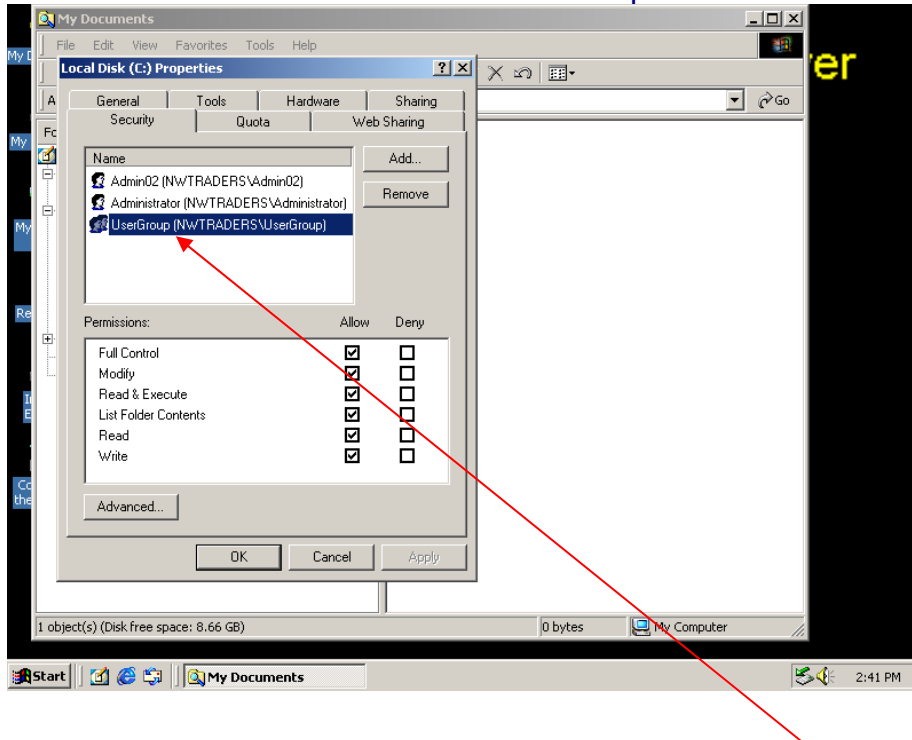 My Documents
File Edit View Favorites Tools Help
er
Local Disk (C:) Properties
Go
General Tools Hardware Sharing
Security Quota Web Sharing
Name
Add...
Admin02 (NWTRADERS\Admin02)
Administrator (NWTRADERS\Administrator)
Remove
UserGroup (NWTRADERS\UserGroup)
Permissions: Allow Deny
Full Control
Modify
Read & Execute
List Folder Contents
Read
Write
Advanced...
OK Cancel Apply
1 object(s) (Disk free space: 8.66 GB) 0 bytes My Computer
Start My Documents 2:41 PM